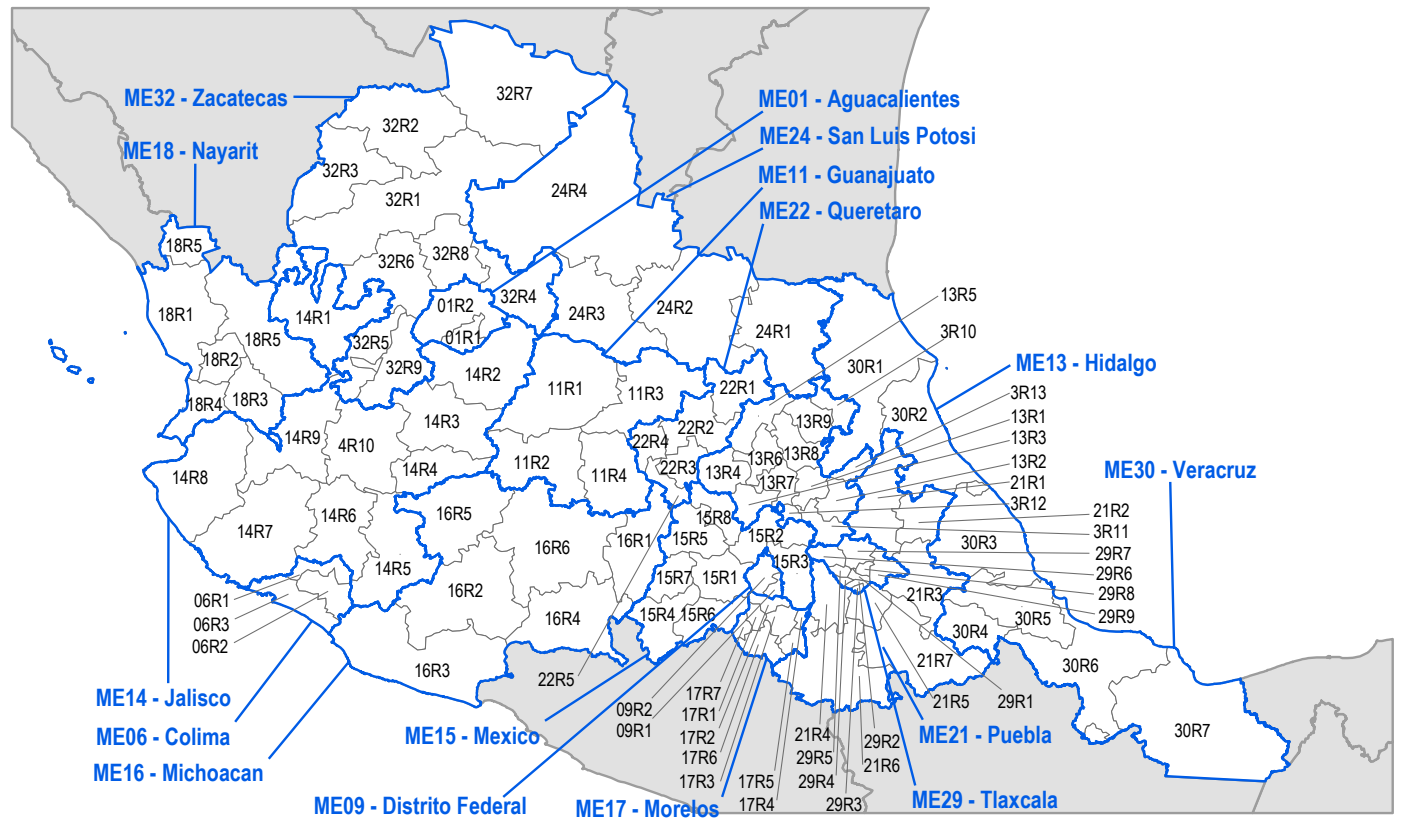 32R7
ME32 - Zacatecas
ME01 - Aguacalientes
32R2
ME24 - San Luis Potosi
ME18 - Nayarit
32R3
ME11 - Guanajuato
24R4
32R1
ME22 - Queretaro
18R5
32R8
32R6
13R5
32R4
01R2
24R2
24R3
18R1
14R1
24R1
3R10
01R1
18R5
32R5
18R2
ME13 - Hidalgo
30R1
32R9
14R2
11R1
22R1
11R3
3R13
18R3
18R4
30R2
13R1
14R3
13R9
22R2
14R9
4R10
22R4
13R3
13R6
13R8
11R2
13R2
14R4
22R3
13R4
ME30 - Veracruz
14R8
11R4
13R7
21R1
3R12
16R5
14R6
15R8
21R2
14R7
15R2
3R11
16R1
15R5
30R3
16R6
29R7
15R3
14R5
29R6
15R7
15R1
16R2
29R8
21R3
06R1
15R4
15R6
29R9
16R4
30R5
06R3
30R4
06R2
21R7
30R6
16R3
22R5
17R7
ME14 - Jalisco
21R5
29R1
09R2
17R1
09R1
30R7
21R4
ME06 - Colima
ME15 - Mexico
17R2
ME21 - Puebla
29R2
17R6
29R5
21R6
ME16 - Michoacan
17R3
17R5
29R4
ME29 - Tlaxcala
ME09 - Distrito Federal
17R4
29R3
ME17 - Morelos